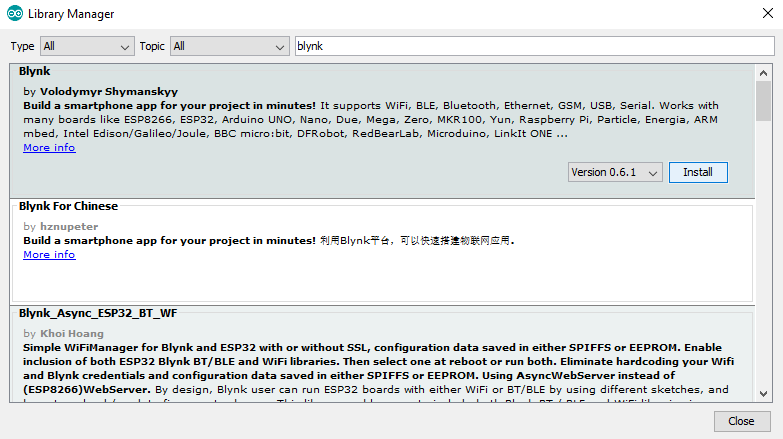 Library Manager
Type All Topic All blynk
Blynk
by Volodymyr Shymanskyy
Build a smartphone app for your project in minutes! It supports WiFi, BLE, Bluetooth, Ethernet, GSM, USB, Serial. Works with
many boards like ESP8266, ESP32, Arduino UNO, Nano, Due, Mega, Zero, MKR100, Yun, Raspberry Pi, Particle, Energia, ARM
mbed, Intel Edison/Galileo/Joule, BBC micro:bit, DFRobot, RedBearLab, Microduino, LinkIt ONE ...
More info
Version 0.6.1 Install
Blynk For Chinese
by hznupeter
Build a smartphone app for your project in minutes! 利用Blynk平台，可以快速搭建物联网应用。
More info
Blynk_Async_ESP32_BT_WF
by Khoi Hoang
Simple WiFiManager for Blynk and ESP32 with or without SSL, configuration data saved in either SPIFFS or EEPROM. Enable
inclusion of both ESP32 Blynk BT/BLE and WiFi libraries. Then select one at reboot or run both. Eliminate hardcoding your Wifi
and Blynk credentials and configuration data saved in either SPIFFS or EEPROM. Using AsyncWebServer instead of
(ESP8266)WebServer. By design, Blynk user can run ESP32 boards with either WiFi or BT/BLE by using different sketches, and
Close